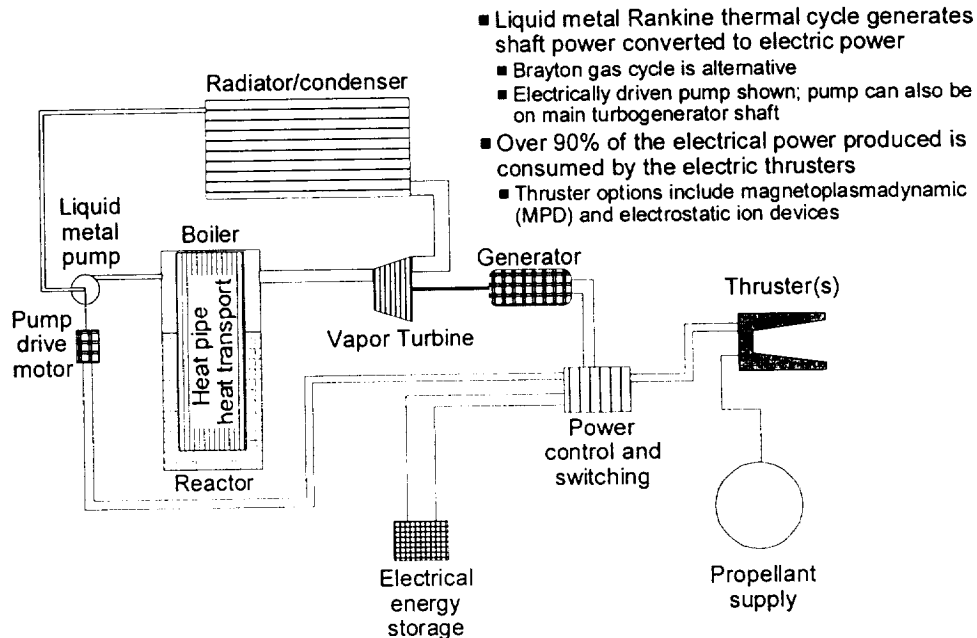 ■ Liquid metal Rankine thermal cycle generates
shaft power converted to electric power
■ Brayton gas cycle is alternative
■ Electrically driven pump shown; pump can also be
on main turbogenerator shaft
■ Over 90% of the electrical power produced is
consumed by the electric thrusters
■ Thruster options include magnetoplasmadynamic
(MPD) and electrostatic ion devices
Radiator/condenser
Liquid
metal
pump
Boiler
Generator
Thruster(s)
Pump
drive
motor
Heat pipe
heat transport
Vapor Turbine
Reactor
Power
control and
switching
Electrical
energy
storage
Propellant
supply